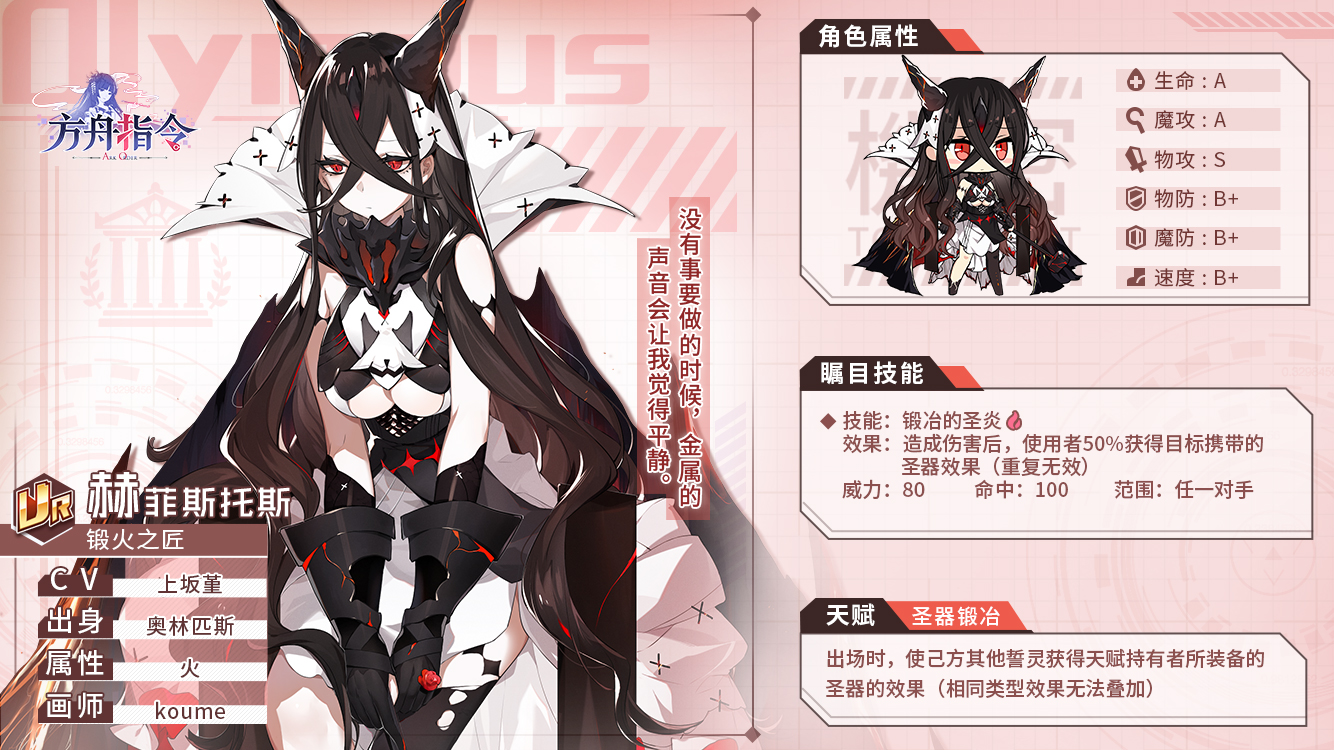 Olympus
方舟指令
ARK ORDER
没有事要做的时候，金属的
声音会让我觉得平静。
UR
赫菲斯托斯
锻火之匠
CV
上坂堇
出身
奥林匹斯
属性
火
画师
koume
角色属性
机密
生命：A
魔攻：A
物攻：S
物防：B+
魔防：B+
速度：B+
瞩目技能
◆ 技能：锻冶的圣炎
效果：造成伤害后，使用者50%获得目标携带的
圣器效果（重复无效）
威力：80 命中：100 范围：任一对手
天赋
圣器锻冶
出场时，使己方其他誓灵获得天赋持有者所装备的
圣器的效果（相同类型效果无法叠加）